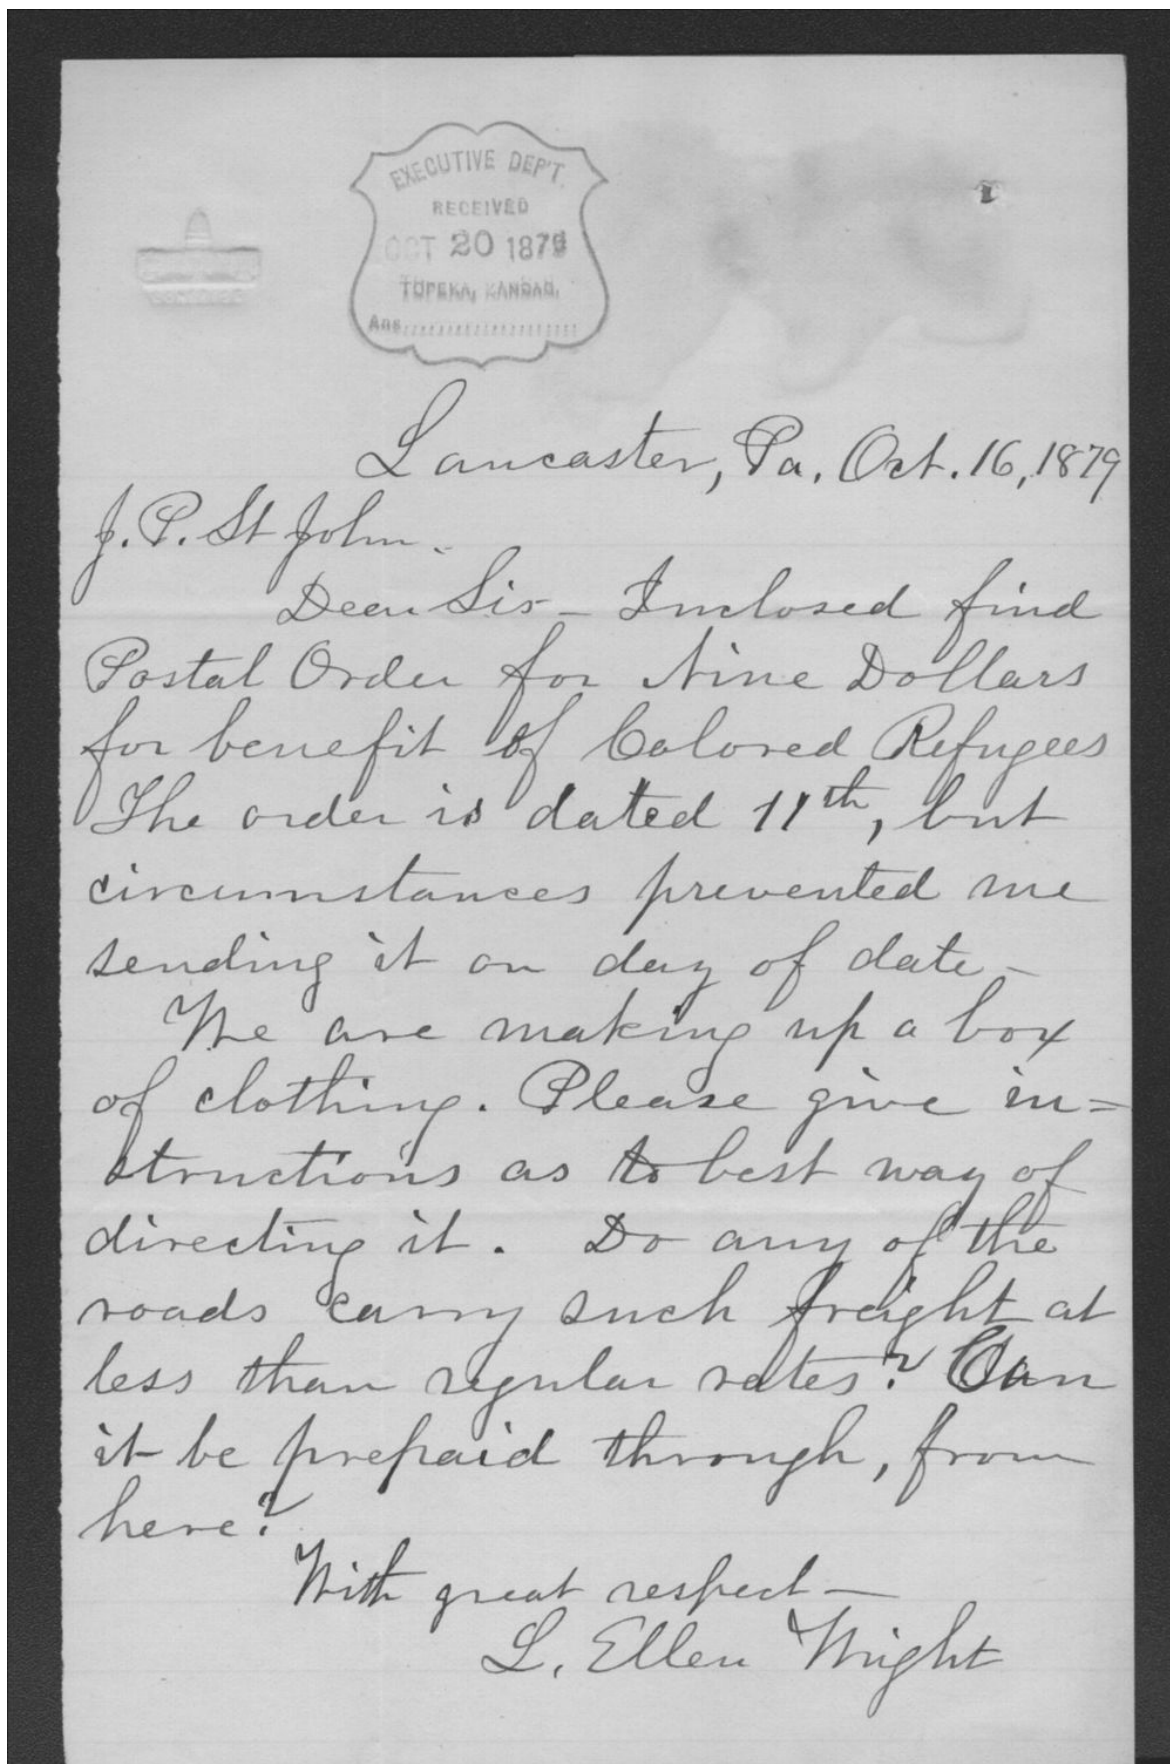 EXECUTIVE DEP'T.
RECEIVED
OCT 20 1879
TOPEKA, KANSAS.
Ans.....................
Lancaster, Pa. Oct. 16, 1879
J. P. St John.
Dear Sir - Inclosed find
Postal Order for Nine Dollars
for benefit of Colored Refugees
The order is dated 11th, but
circumstances prevented me
sending it on day of date -
We are making up a box
of clothing. Please give in=
structions as to best way of
directing it. Do any of the
roads carry such freight at
less than regular rates? Can
it be prepaid through, from
here?
With great respect -
L. Ellen Wright